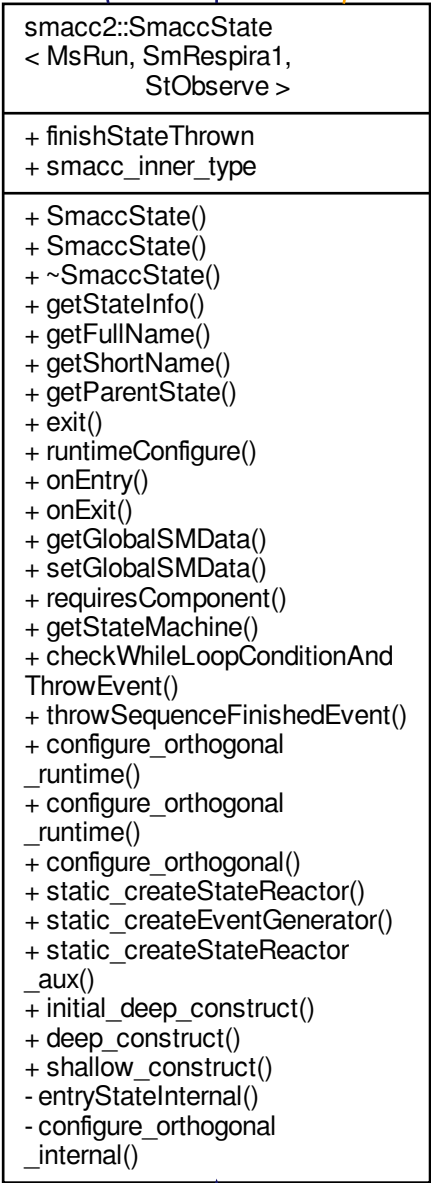 smacc2::SmaccState
< MsRun, SmRespira1,
StObserve >
+ finishStateThrown
+ smacc_inner_type
+ SmaccState()
+ SmaccState()
+ ~SmaccState()
+ getStateInfo()
+ getFullName()
+ getShortName()
+ getParentState()
+ exit()
+ runtimeConfigure()
+ onEntry()
+ onExit()
+ getGlobalSMData()
+ setGlobalSMData()
+ requiresComponent()
+ getStateMachine()
+ checkWhileLoopConditionAnd
ThrowEvent()
+ throwSequenceFinishedEvent()
+ configure_orthogonal
_runtime()
+ configure_orthogonal
_runtime()
+ configure_orthogonal()
+ static_createStateReactor()
+ static_createEventGenerator()
+ static_createStateReactor
_aux()
+ initial_deep_construct()
+ deep_construct()
+ shallow_construct()
- entryStateInternal()
- configure_orthogonal
_internal()